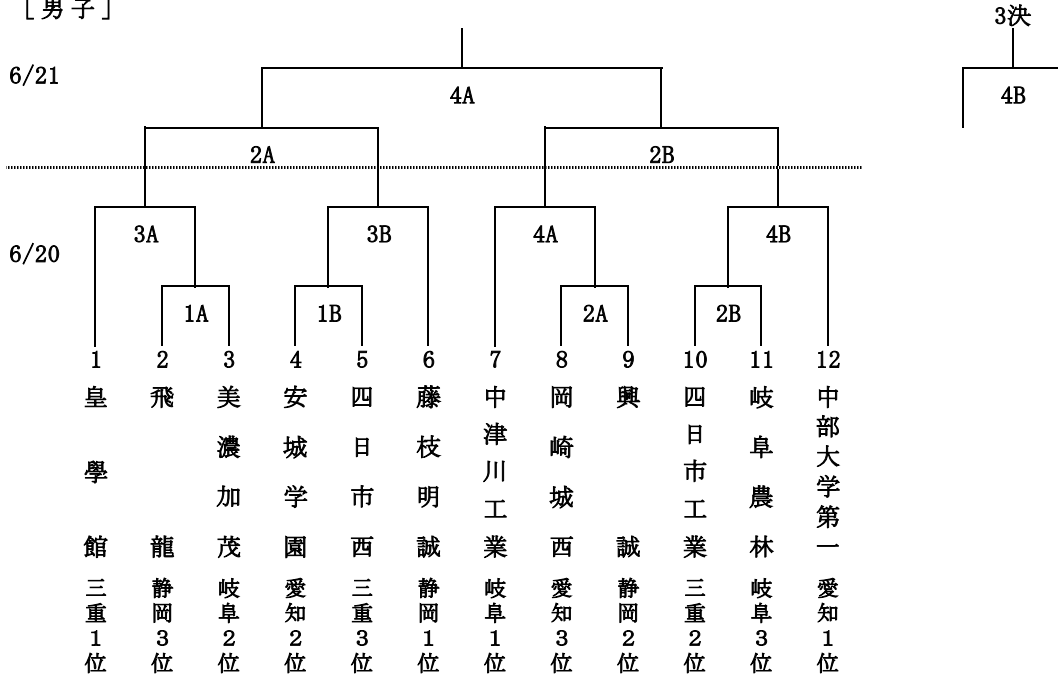 ［男子］
3決
6/21
4A
4B
2A
2B
3A
3B
4A
4B
6/20
1A
1B
2A
2B
1 2 3 4 5 6 7 8 9 10 11 12
皇學館
飛龍
美濃加茂
安城学園
四日市西
藤枝明誠
中津川工業
岡崎城西
興誠
四日市工業
岐阜農林
中部大学第一
三重1位
静岡3位
岐阜2位
愛知2位
三重3位
静岡1位
岐阜1位
愛知3位
静岡2位
三重2位
岐阜3位
愛知1位